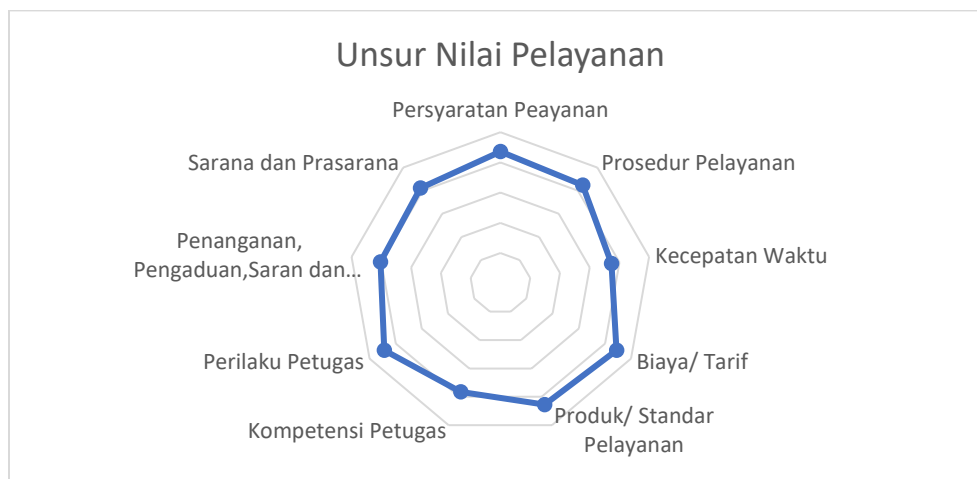 Unsur Nilai Pelayanan
Persyaratan Peayanan
Prosedur Pelayanan
Kecepatan Waktu
Biaya/ Tarif
Produk/ Standar
Pelayanan
Kompetensi Petugas
Perilaku Petugas
Penanganan,
Pengaduan,Saran dan...
Sarana dan Prasarana